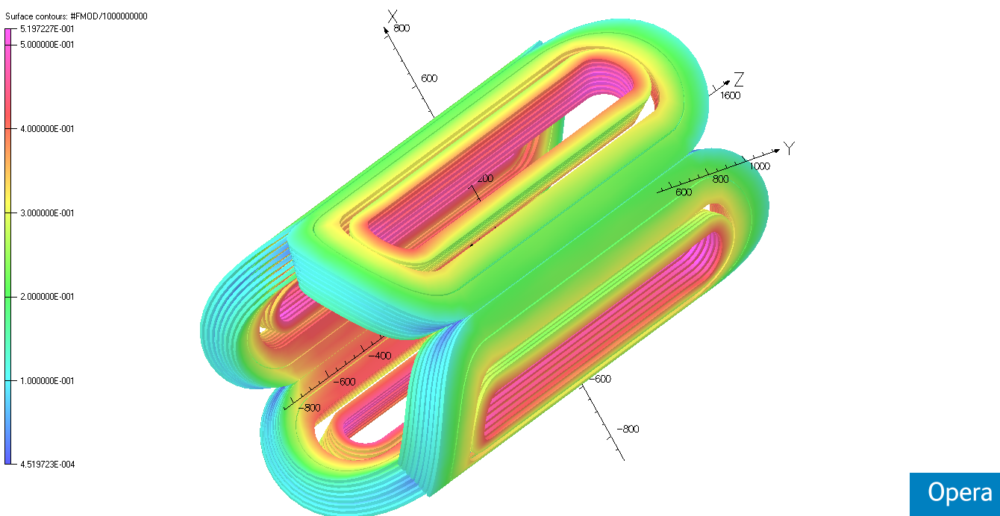 Surface contours: #FMOD/1000000000
5.197227E-001
5.000000E-001
4.000000E-001
3.000000E-001
2.000000E-001
1.000000E-001
4.519723E-004
X
800
600
Z
1600
Y
1000
800
600
200
-400
-600
-800
-600
-800
Opera